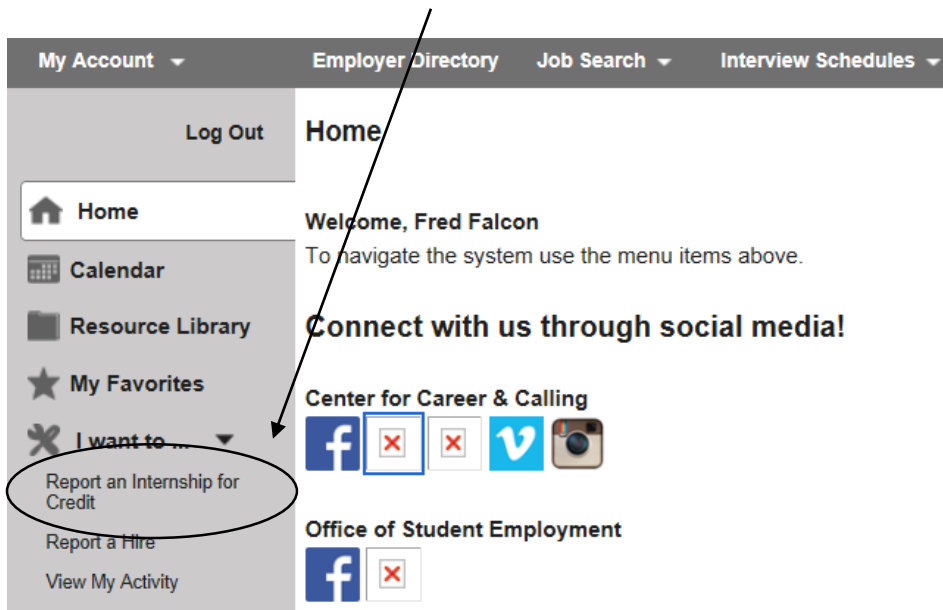 My Account Employer Directory Job Search Interview Schedules
Log Out
Home
Calendar
Resource Library
My Favorites
I want to ...
Report an Internship for
Credit
Report a Hire
View My Activity
Home
Welcome, Fred Falcon
To navigate the system use the menu items above.
Connect with us through social media!
Center for Career & Calling
Office of Student Employment